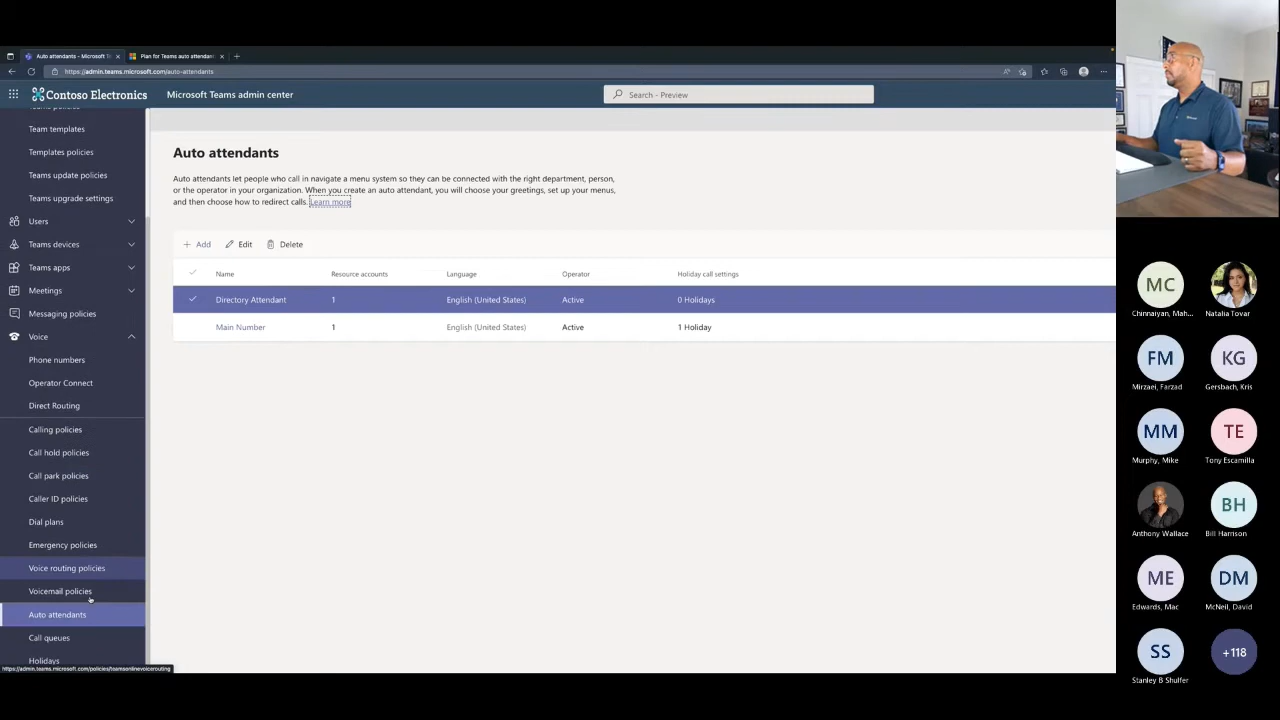 Auto attendants - Microsoft T
Plan for Teams auto attendant
https://admin.teams.microsoft.com/auto-attendants
Contoso Electronics
Microsoft Teams admin center
Search - Preview
Team templates
Templates policies
Teams update policies
Teams upgrade settings
Users
Teams devices
Teams apps
Meetings
Messaging policies
Voice
Phone numbers
Operator Connect
Direct Routing
Calling policies
Call hold policies
Call park policies
Caller ID policies
Dial plans
Emergency policies
Voice routing policies
Voicemail policies
Auto attendants
Call queues
Holidays
https://admin.teams.microsoft.com/policies/teamsonlinevoicerouting
Auto attendants
Auto attendants let people who call in navigate a menu system so they can be connected with the right department, person,
or the operator in your organization. When you create an auto attendant, you will choose your greetings, set up your menus,
and then choose how to redirect calls. Learn more
Add Edit Delete
Name Resource accounts Language Operator Holiday call settings
Directory Attendant 1 English (United States) Active 0 Holidays
Main Number 1 English (United States) Active 1 Holiday
MC
Chinnaiyan, Mah...
Natalia Tovar
FM
Mirzaei, Farzad
KG
Gersbach, Kris
MM
Murphy, Mike
TE
Tony Escamilla
Anthony Wallace
BH
Bill Harrison
ME
Edwards, Mac
DM
McNeil, David
SS
Stanley B Shulfer
+118